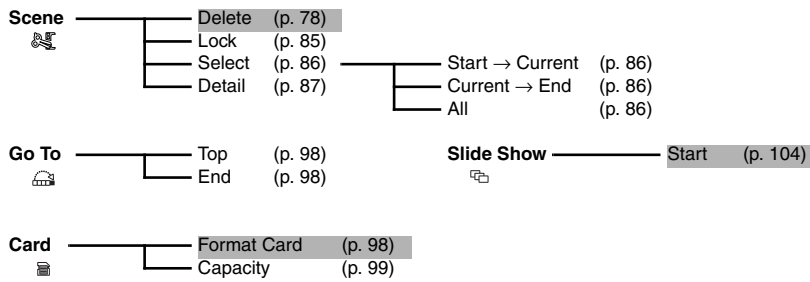 Scene Delete (p. 78)
Lock (p. 85)
Select (p. 86) Start → Current (p. 86)
Detail (p. 87) Current → End (p. 86)
All (p. 86)
Go To Top (p. 98) Slide Show Start (p. 104)
End (p. 98)
Card Format Card (p. 98)
Capacity (p. 99)